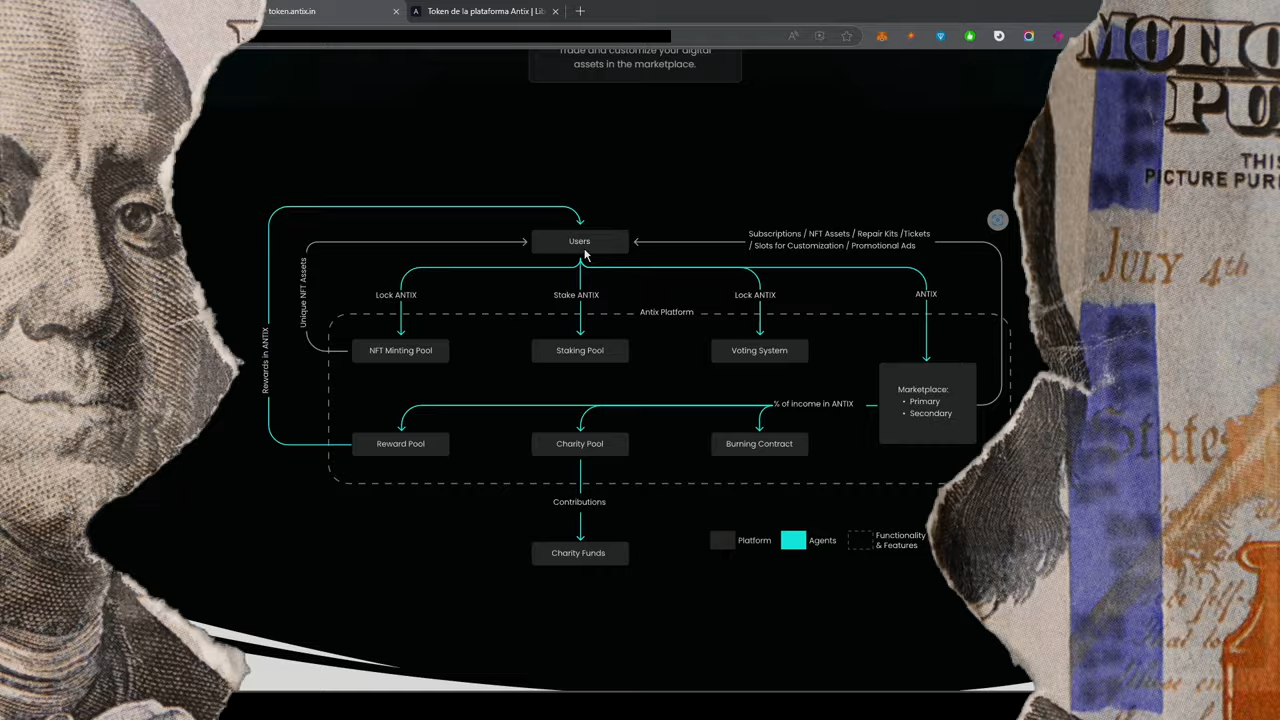 token.antix.in
Token de la plataforma Antix | Lib
Trade and customize your digital
assets in the marketplace.
Users
Subscriptions / NFT Assets / Repair Kits /Tickets
/ Slots for Customization / Promotional Ads
Unique NFT Assets
Rewards in ANTIX
Lock ANTIX
Stake ANTIX
Lock ANTIX
ANTIX
Antix Platform
NFT Minting Pool
Staking Pool
Voting System
Marketplace:
• Primary
• Secondary
% of income in ANTIX
Reward Pool
Charity Pool
Burning Contract
Contributions
Charity Funds
Platform
Agents
Functionality
& Features
MOTIO
PU
THIS
PICTURE PUR
JULY 4th
States